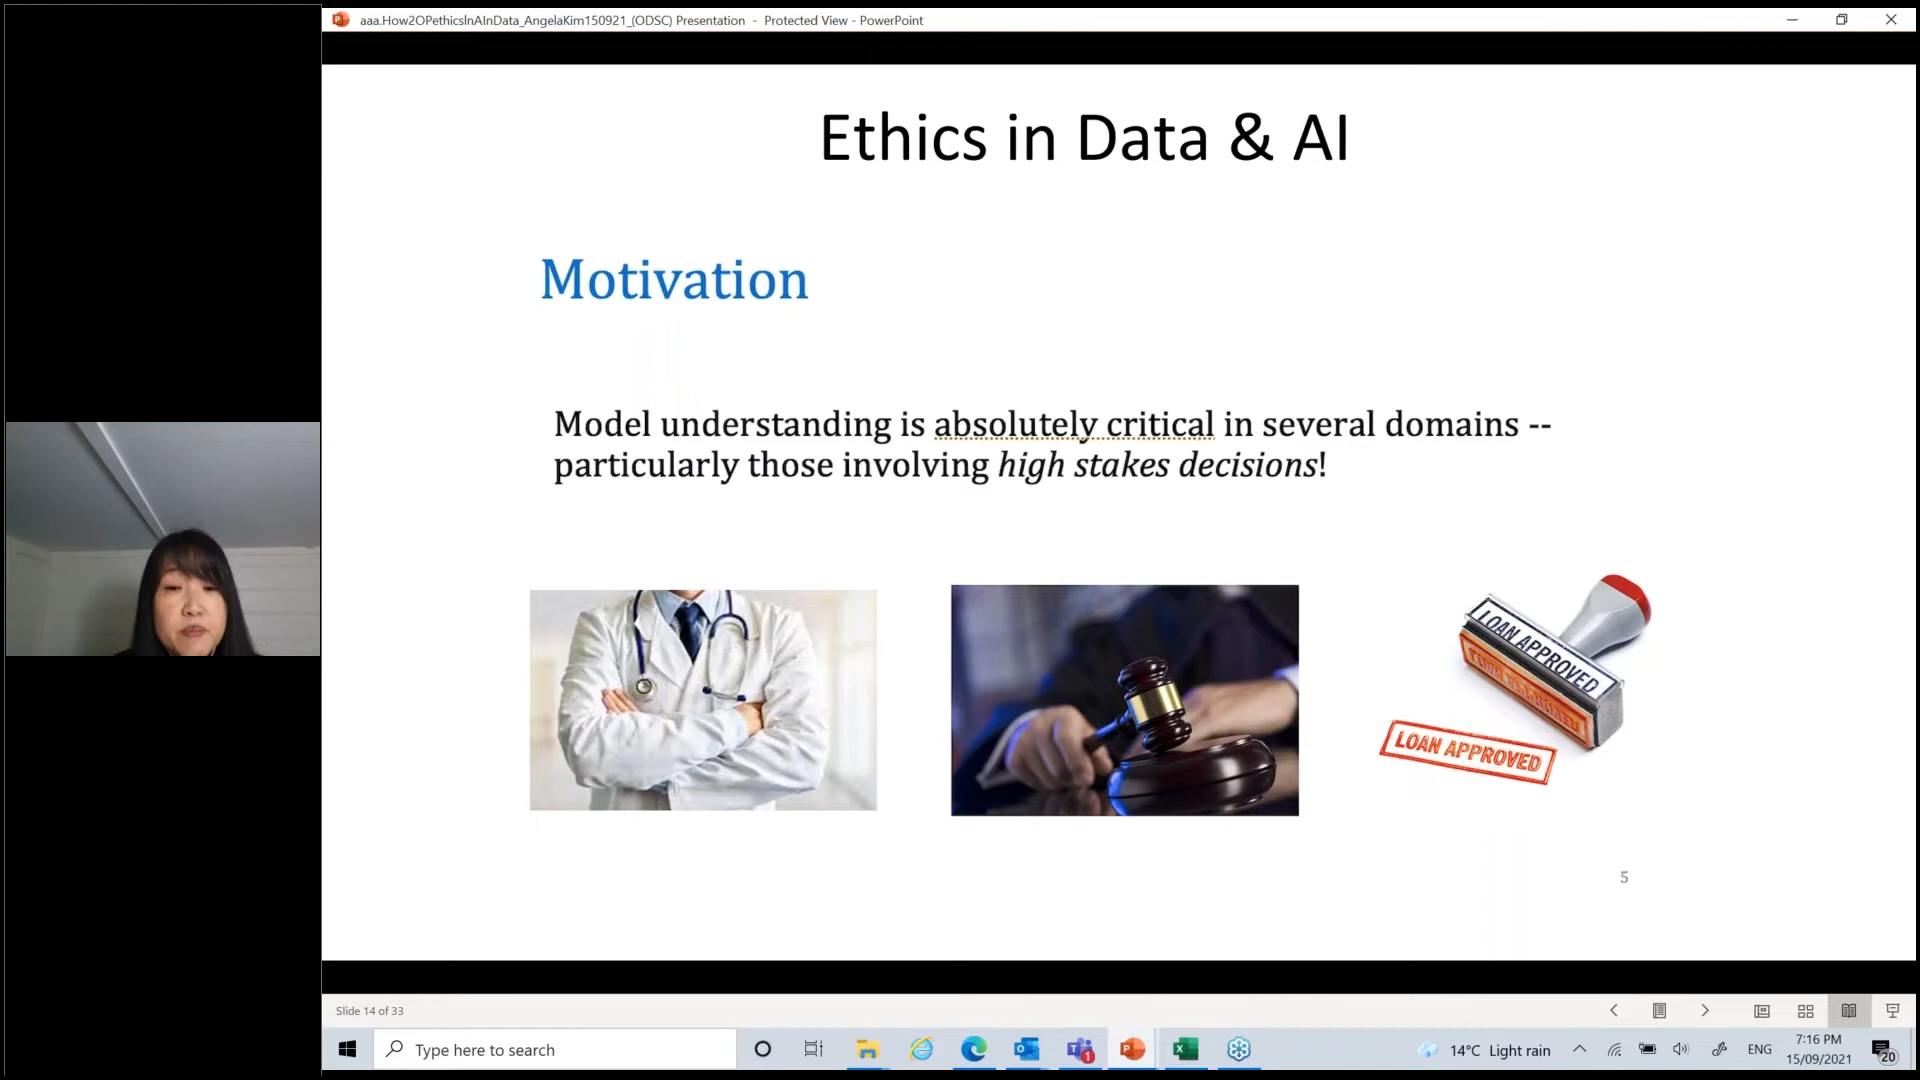 aaa.How2OPethicsInAInData_AngelaKim150921_(ODSC) Presentation - Protected View - PowerPoint
Ethics in Data & AI
Motivation
Model understanding is absolutely critical in several domains --
particularly those involving high stakes decisions!
LOAN APPROVED
LOAN APPROVED
5
Slide 14 of 33
Type here to search
1
14°C Light rain
ENG
7:16 PM
15/09/2021
20